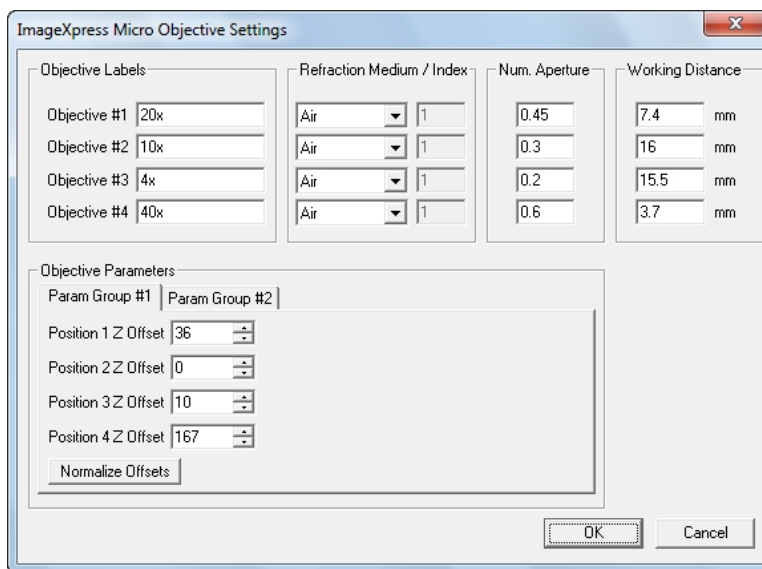 ImageXpress Micro Objective Settings
Objective Labels
Refraction Medium / Index
Num. Aperture
Working Distance
Objective #1 20x Air 1 0.45 7.4 mm
Objective #2 10x Air 1 0.3 16 mm
Objective #3 4x Air 1 0.2 15.5 mm
Objective #4 40x Air 1 0.6 3.7 mm
Objective Parameters
Param Group #1 Param Group #2
Position 1 Z Offset 36
Position 2 Z Offset 0
Position 3 Z Offset 10
Position 4 Z Offset 167
Normalize Offsets
OK Cancel